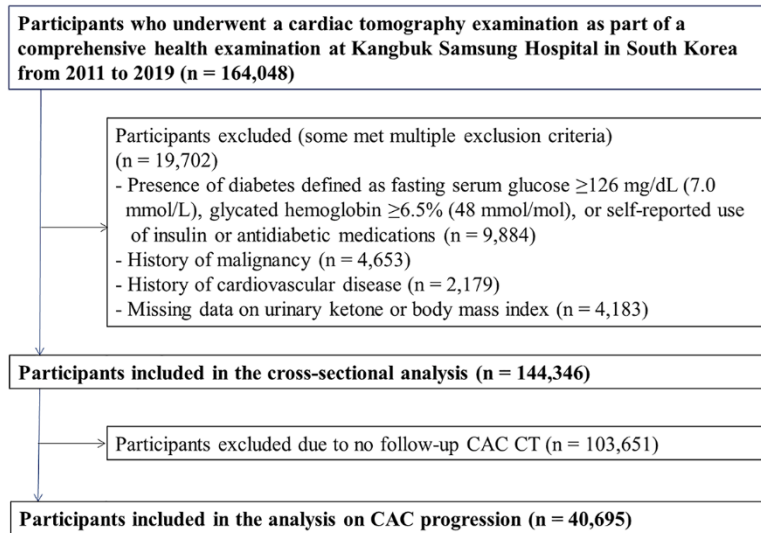 Participants who underwent a cardiac tomography examination as part of a
comprehensive health examination at Kangbuk Samsung Hospital in South Korea
from 2011 to 2019 (n = 164,048)
Participants excluded (some met multiple exclusion criteria)
(n = 19,702)
- Presence of diabetes defined as fasting serum glucose ≥126 mg/dL (7.0
mmol/L), glycated hemoglobin ≥6.5% (48 mmol/mol), or self-reported use
of insulin or antidiabetic medications (n = 9,884)
- History of malignancy (n = 4,653)
- History of cardiovascular disease (n = 2,179)
- Missing data on urinary ketone or body mass index (n = 4,183)
Participants included in the cross-sectional analysis (n = 144,346)
Participants excluded due to no follow-up CAC CT (n = 103,651)
Participants included in the analysis on CAC progression (n = 40,695)